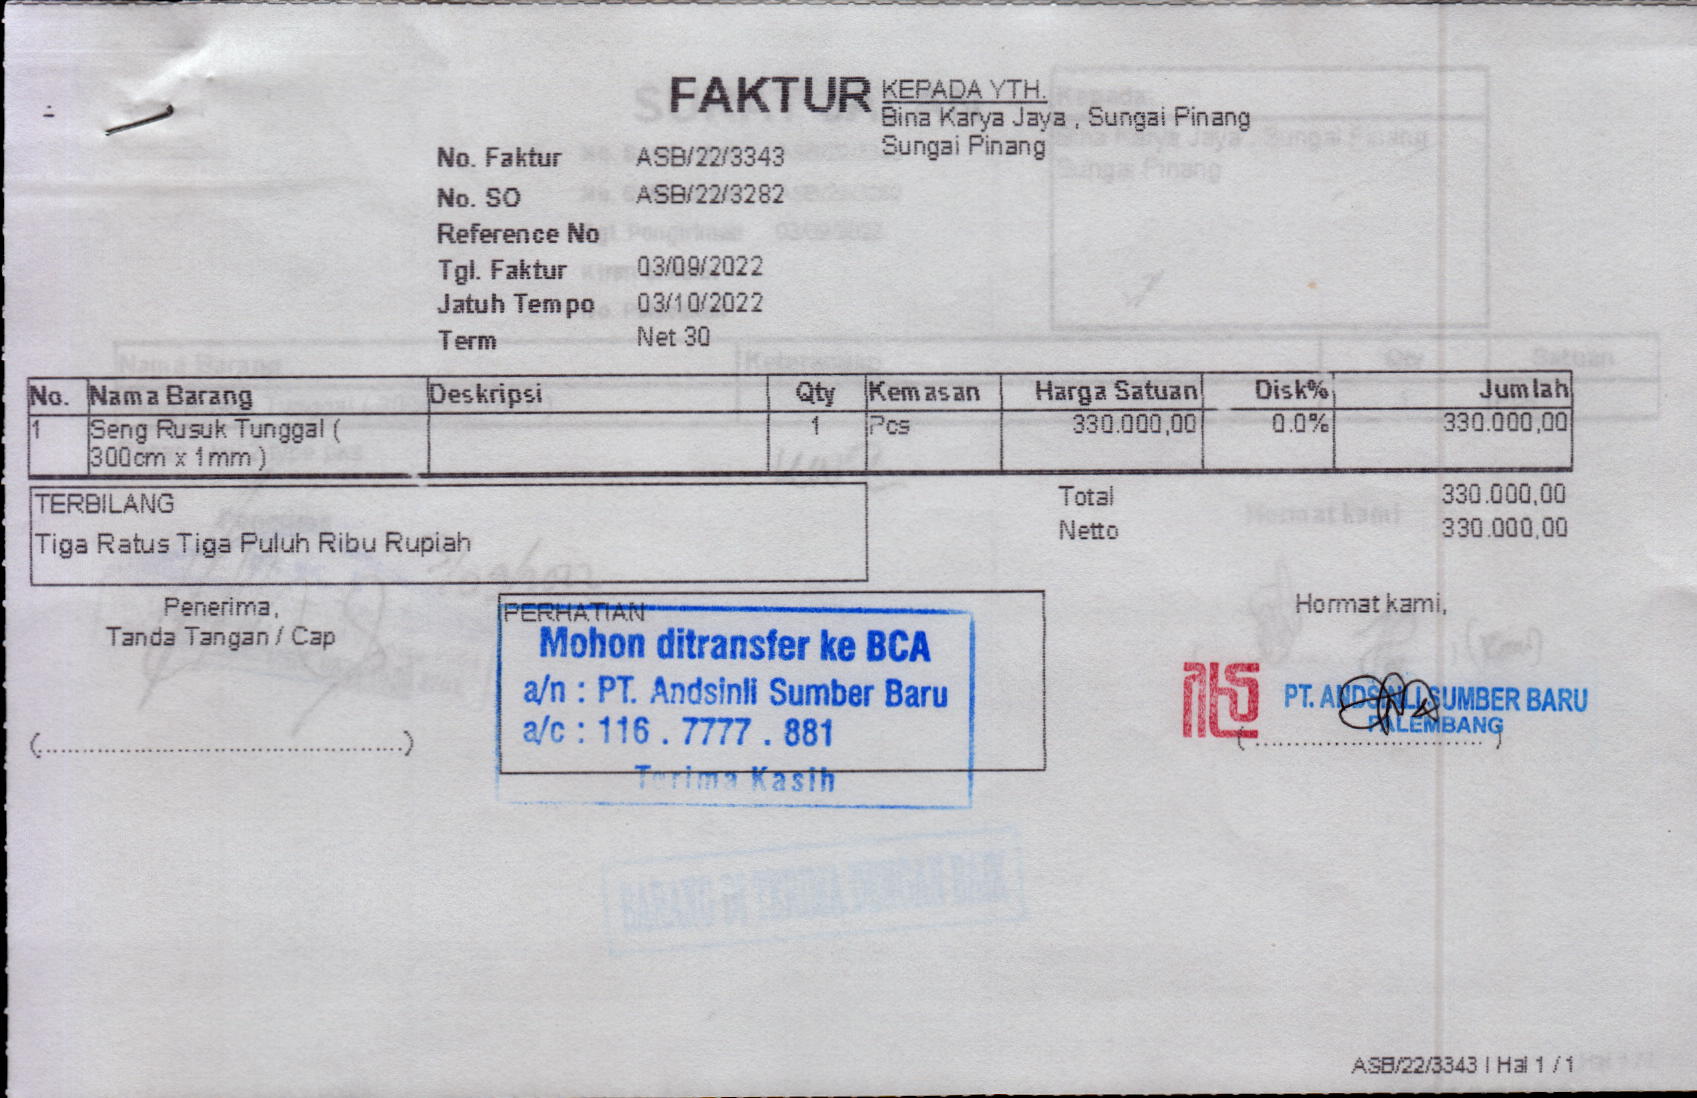 FAKTUR
KEPADA YTH.
Bina Karya Jaya , Sungai Pinang
Sungai Pinang
No. Faktur ASB/22/3343
No. SO ASB/22/3282
Reference No
Tgl. Faktur 03/09/2022
Jatuh Tempo 03/10/2022
Term Net 30
No. Nama Barang Deskripsi Qty Kemasan Harga Satuan Disk% Jumlah
1 Seng Rusuk Tunggal ( 1 Pcs 330.000,00 0.0% 330.000,00
300cm x 1mm )
TERBILANG
Tiga Ratus Tiga Puluh Ribu Rupiah
Total 330.000,00
Netto 330.000,00
Penerima,
Tanda Tangan / Cap
(...........................................)
PERHATIAN
Mohon ditransfer ke BCA
a/n : PT. Andsinli Sumber Baru
a/c : 116 . 7777 . 881
Terima Kasih
Hormat kami,
PT. ANDSINLI SUMBER BARU
PALEMBANG
(..............................)
ASB/22/3343 | Hal 1 / 1